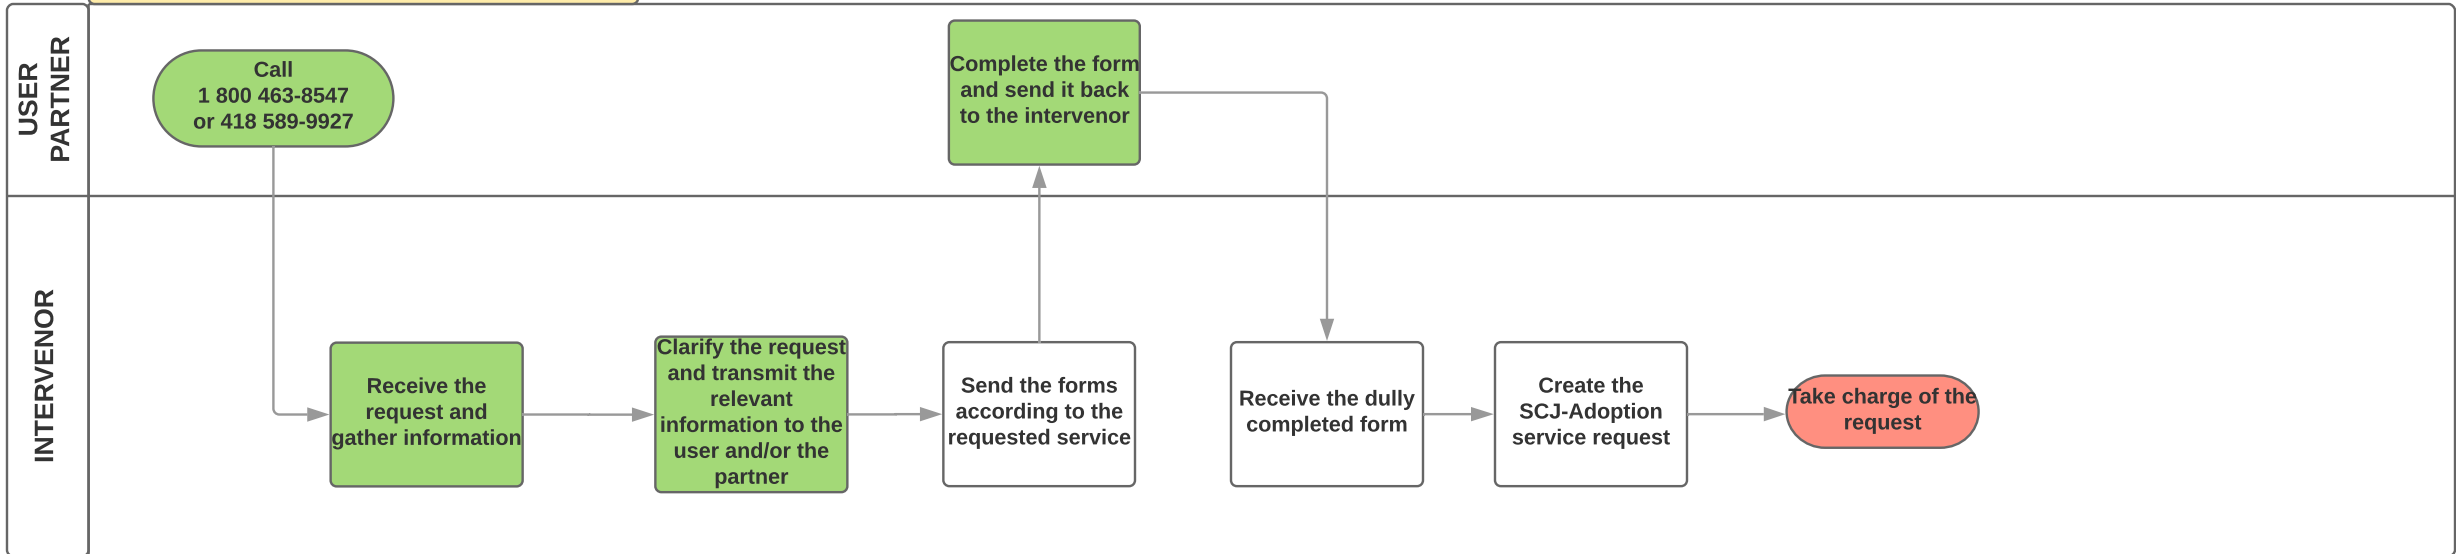 USER
PARTNER
Call
1 800 463-8547
or 418 589-9927
Complete the form
and send it back
to the intervenor
INTERVENOR
Receive the
request and
gather information
Clarify the request
and transmit the
relevant
information to the
user and/or the
partner
Send the forms
according to the
requested service
Receive the dully
completed form
Create the
SCJ-Adoption
service request
Take charge of the
request